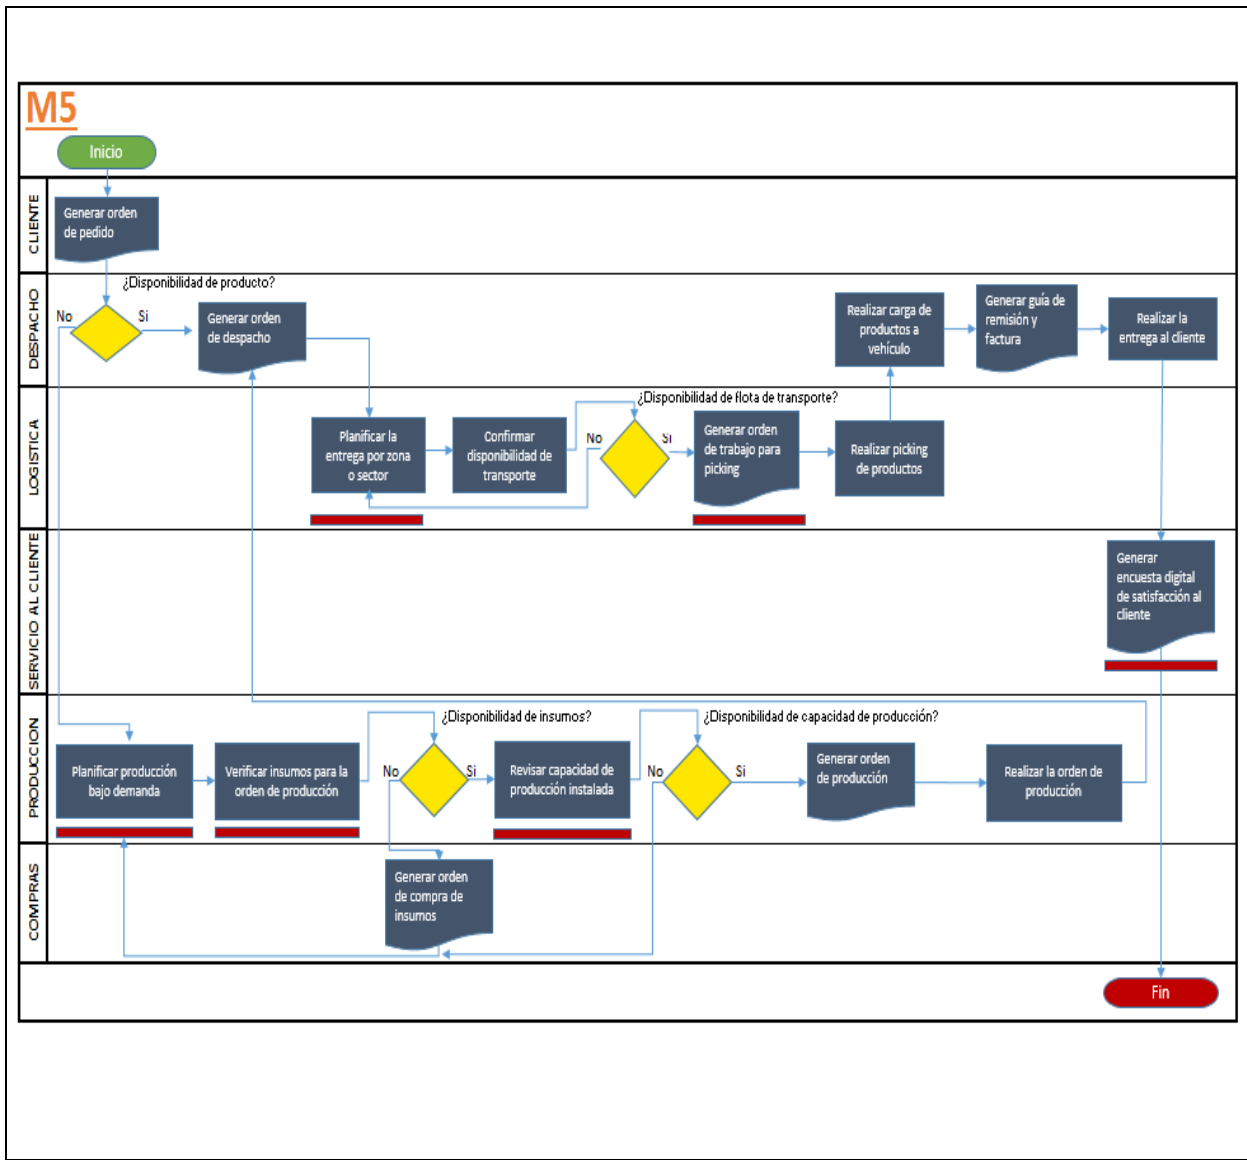 M5
Inicio
CLIENTE
Generar orden
de pedido
DESPACHO
¿Disponibilidad de producto?
No
Si
Generar orden
de despacho
Realizar carga de
productos a
vehículo
Generar guía de
remisión y
factura
Realizar la
entrega al cliente
LOGISTICA
Planificar la
entrega por zona
o sector
Confirmar
disponibilidad de
transporte
¿Disponibilidad de flota de transporte?
No
Si
Generar orden
de trabajo para
picking
Realizar picking
de productos
SERVICIO AL CLIENTE
Generar
encuesta digital
de satisfacción al
cliente
PRODUCCION
Planificar producción
bajo demanda
Verificar insumos para la
orden de producción
¿Disponibilidad de insumos?
No
Si
Revisar capacidad de
producción instalada
¿Disponibilidad de capacidad de producción?
No
Si
Generar orden
de producción
Realizar la orden de
producción
COMPRAS
Generar orden
de compra de
insumos
Fin